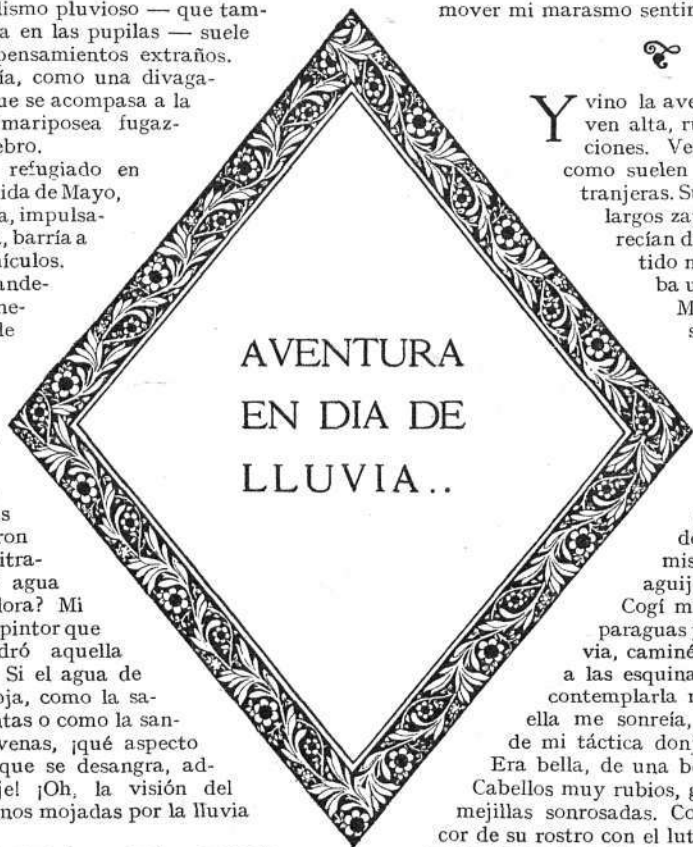 dismo pluvioso — que tam-
a en las pupilas — suele
pensamientos extraños.
ía, como una divaga-
ue se acompasa a la
mariposea fugaz-
ebro.
refugiado en
ida de Mayo,
a, impulsa-
, barría a
ículos.
ande-
ne-
le
s
ron
itra-
agua
lora? Mi
pintor que
dró aquella
Si el agua de
oja, como la sa-
ntas o como la san-
venas, ¡qué aspecto
que se desangra, ad-
je! ¡Oh, la visión del
nos mojadas por la lluvia
AVENTURA
EN DIA DE
LLUVIA..
mover mi marasmo sentim
Y vino la ave
ven alta, ru
ciones. Ve
como suelen
tranjeras. Su
largos za
recían d
tido n
ba u
M
s
de
mis
aguij
Cogí m
paraguas
via, caminé
a las esquina
contemplarla
ella me sonreía,
de mi táctica donj
Era bella, de una b
Cabellos muy rubios, g
mejillas sonrosadas. Co
cor de su rostro con el lut